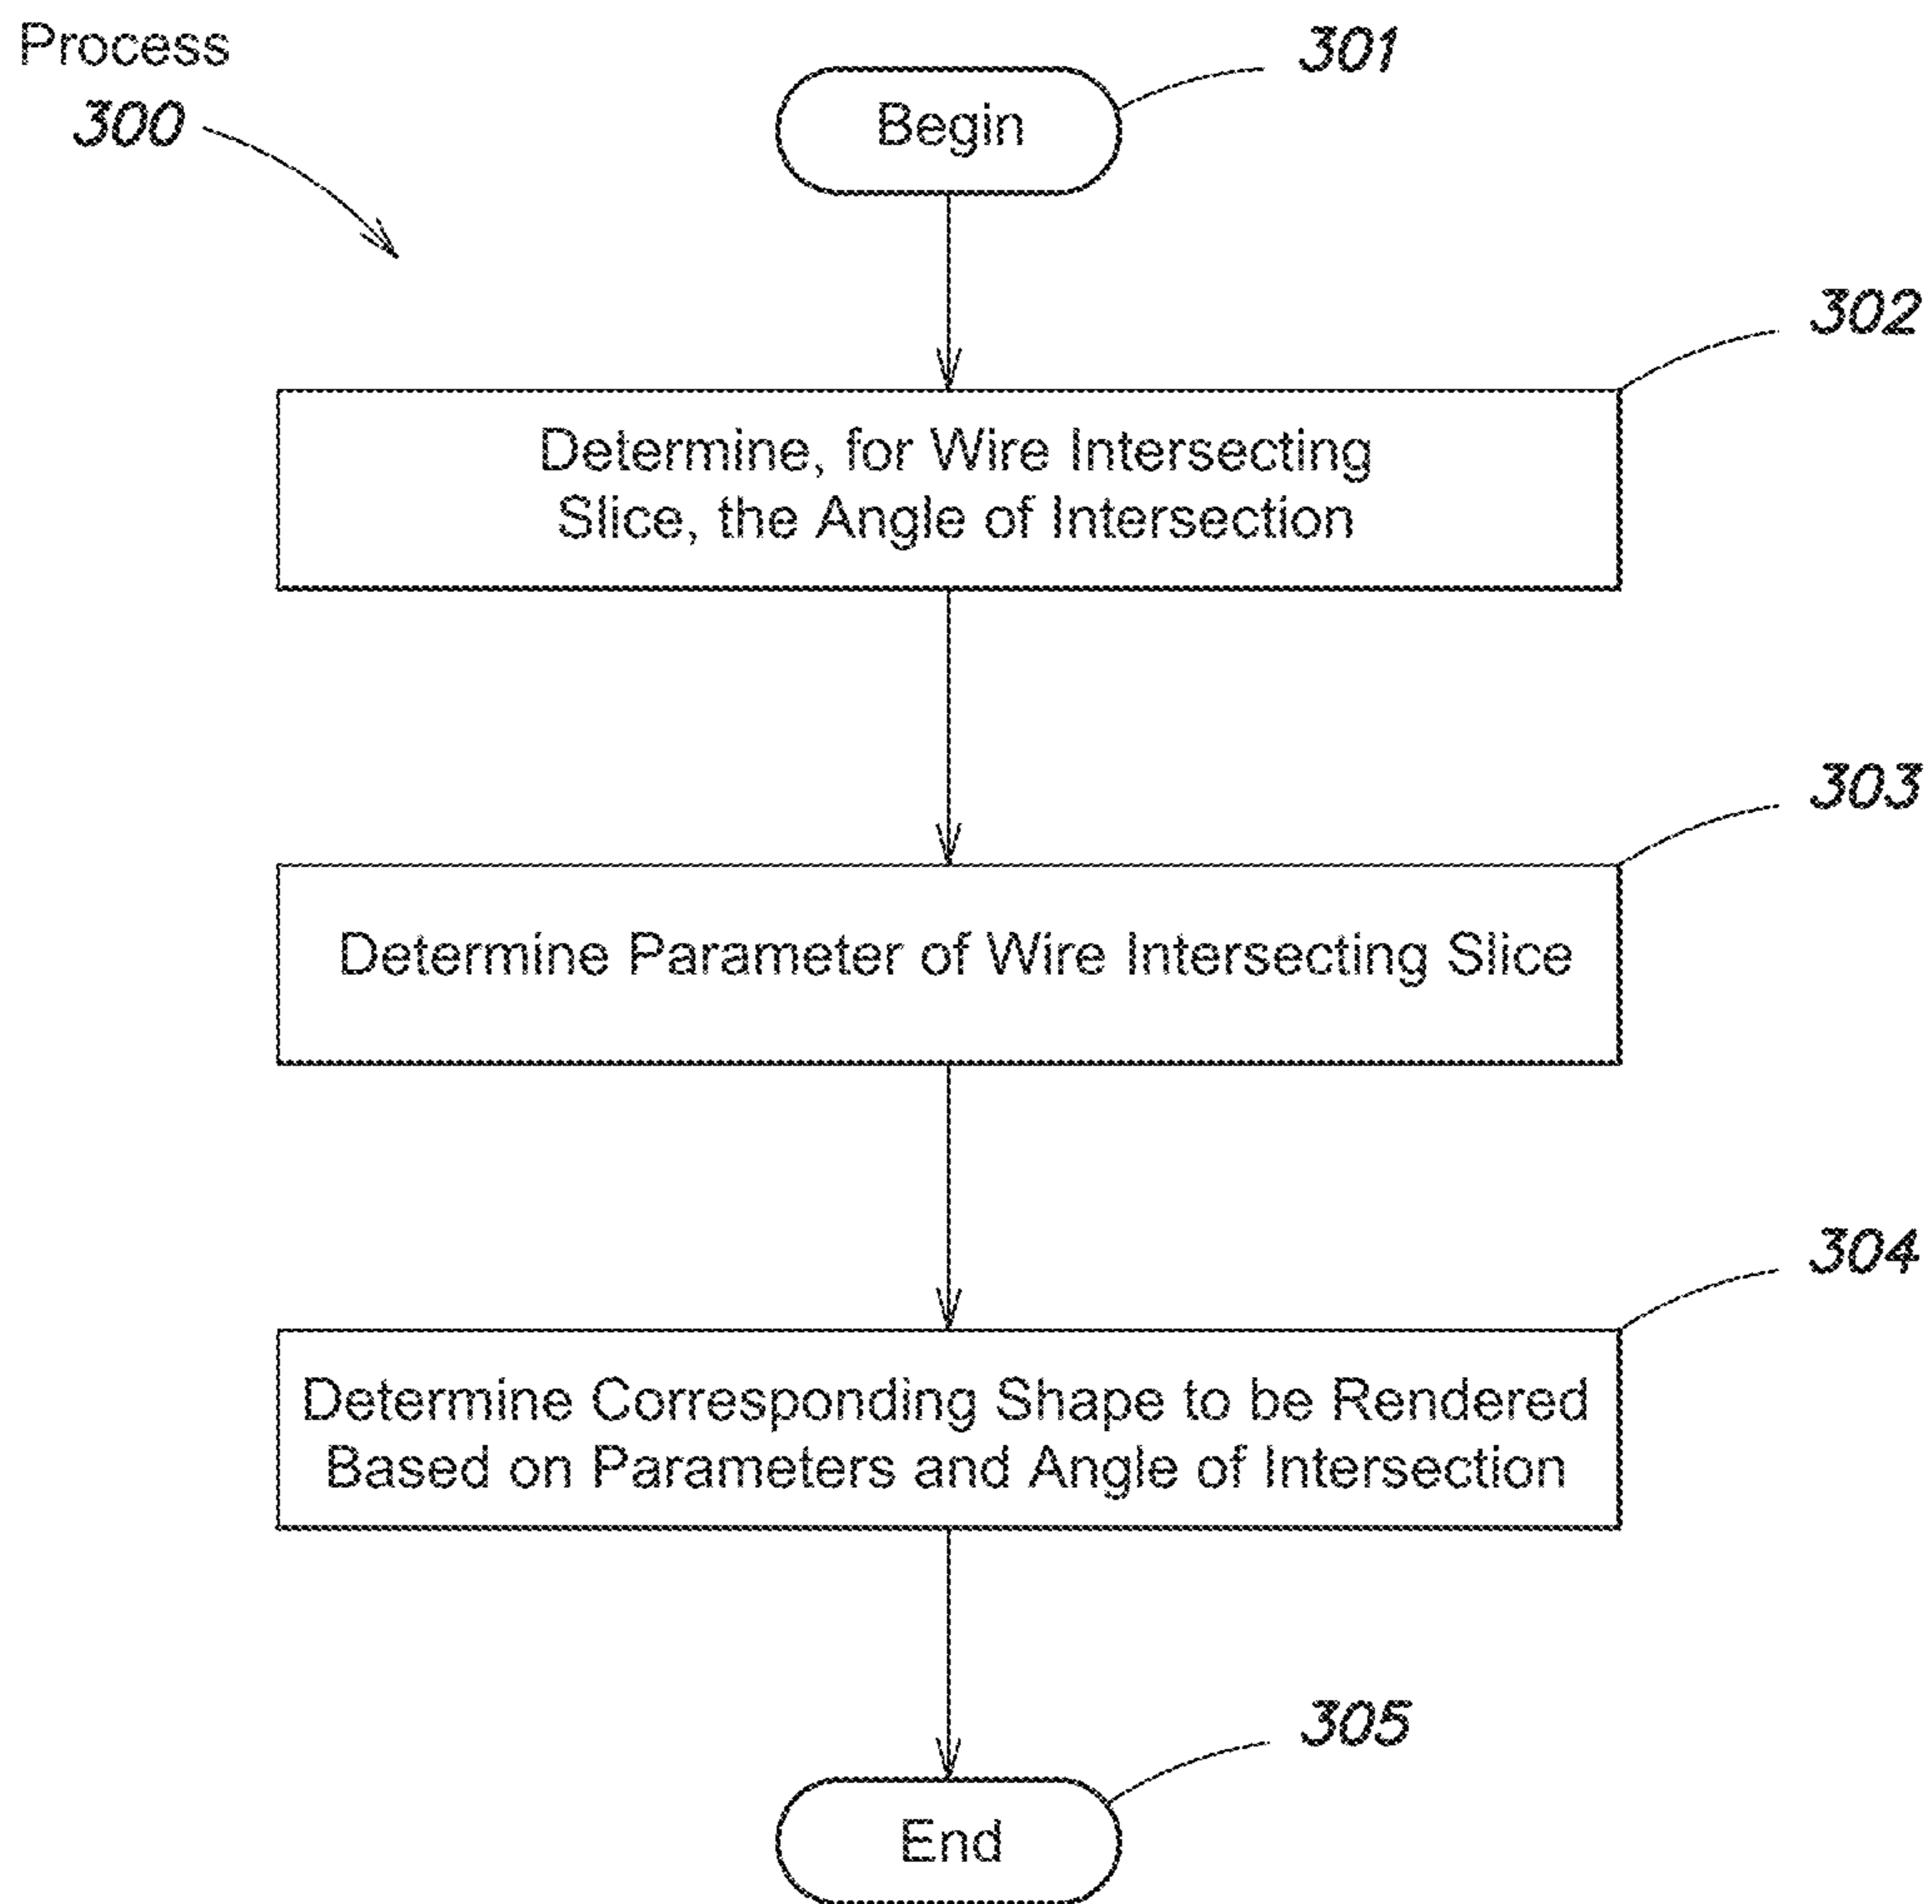 Process
300
Begin
301
302
Determine, for Wire Intersecting
Slice, the Angle of Intersection
303
Determine Parameter of Wire Intersecting Slice
304
Determine Corresponding Shape to be Rendered
Based on Parameters and Angle of Intersection
305
End